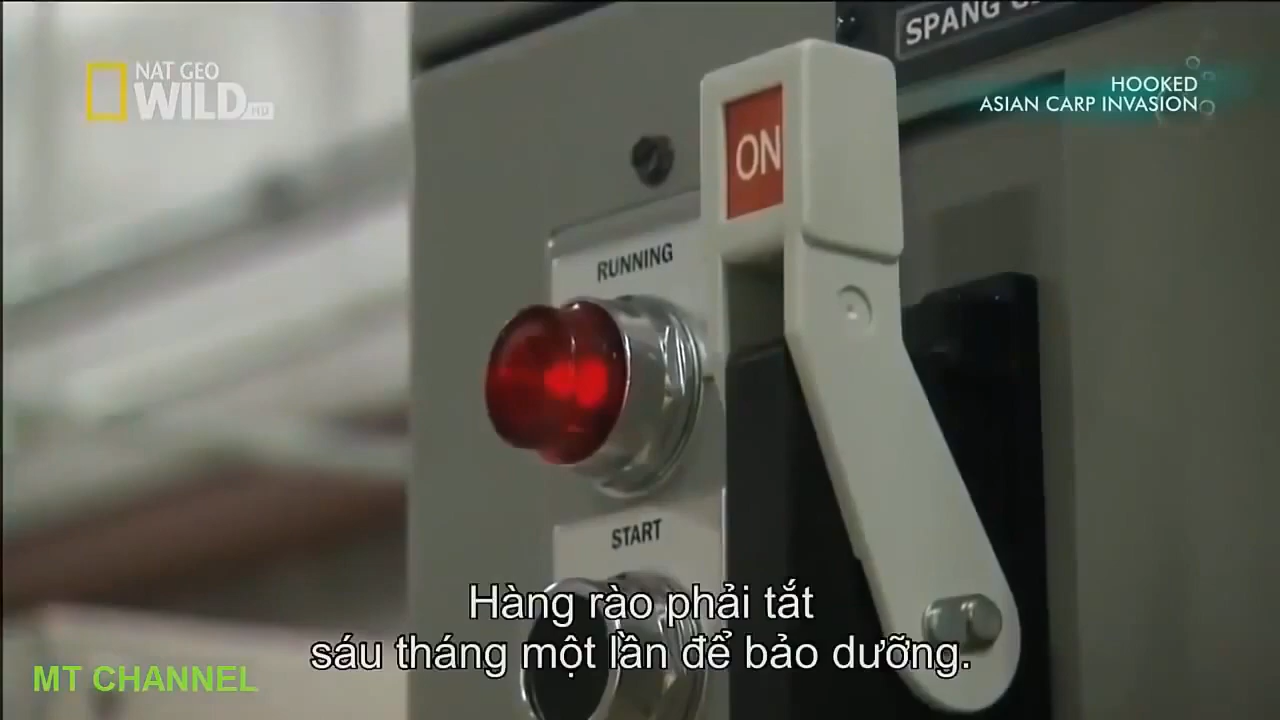 NAT GEO
WILD HD
HOOKED
ASIAN CARP INVASION
SPANG
ON
RUNNING
START
Hàng rào phải tắt
sáu tháng một lần để bảo dưỡng.
MT CHANNEL